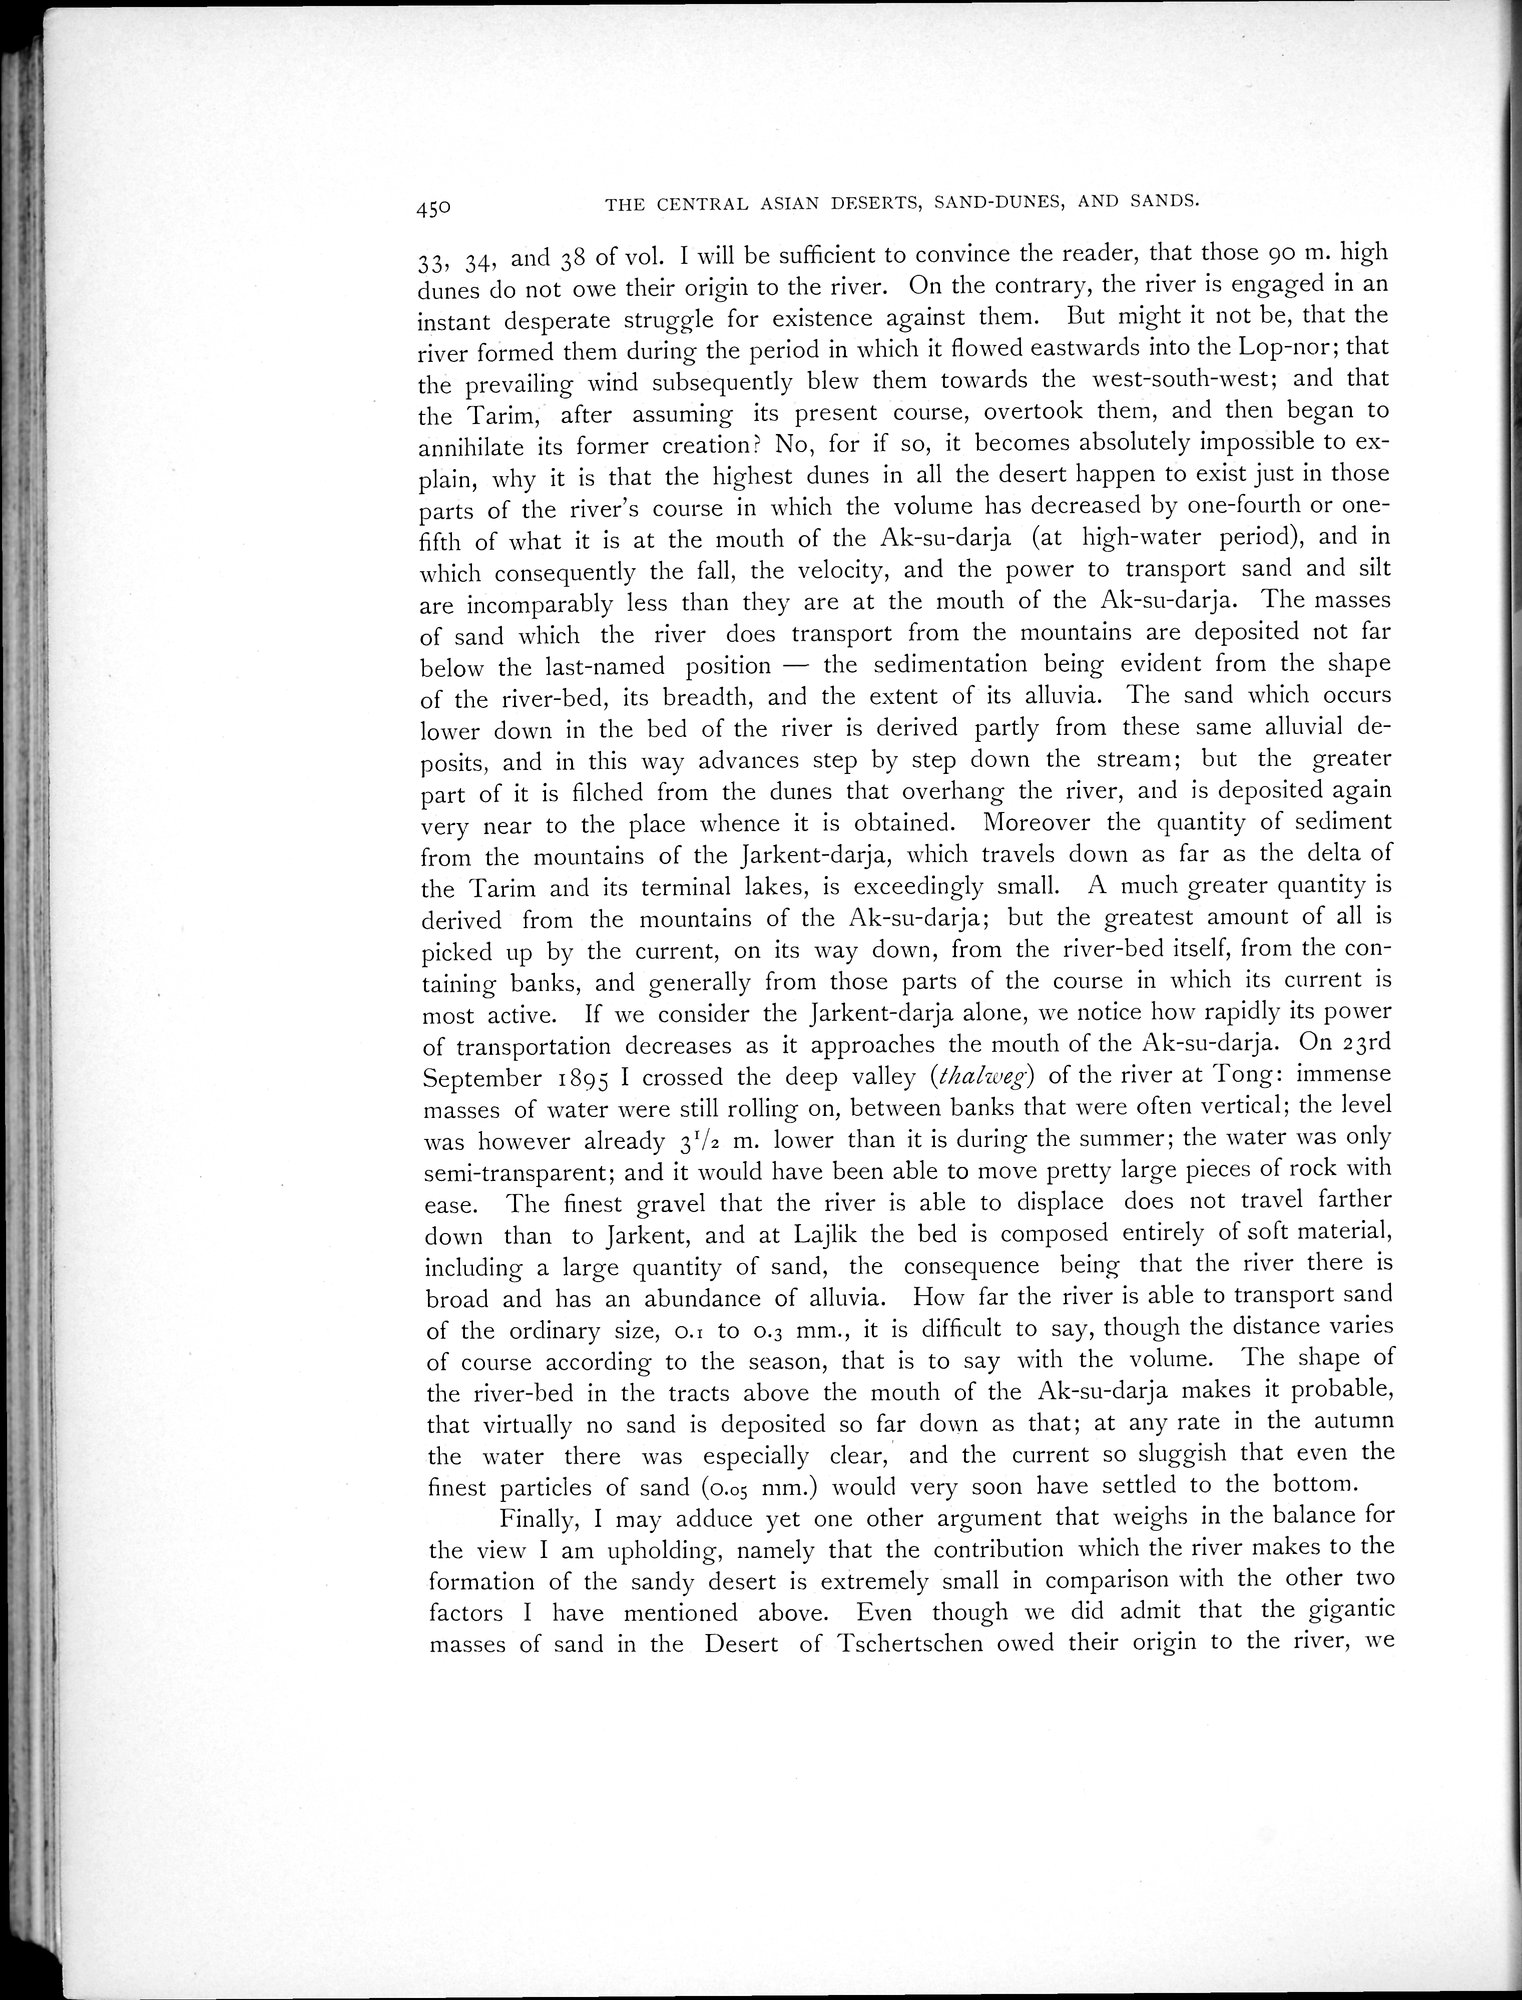 450 THE CENTRAL ASIAN DESERTS, SAND-DUNES, AND SANDS.
33, 34, and 38 of vol. I will be sufficient to convince the reader, that those 90 m. high
dunes do not owe their origin to the river. On the contrary, the river is engaged in an
instant desperate struggle for existence against them. But might it not be, that the
river formed them during the period in which it flowed eastwards into the Lop-nor; that
the prevailing wind subsequently blew them towards the west-south-west; and that
the Tarim, after assuming its present course, overtook them, and then began to
annihilate its former creation? No, for if so, it becomes absolutely impossible to ex-
plain, why it is that the highest dunes in all the desert happen to exist just in those
parts of the river's course in which the volume has decreased by one-fourth or one-
fifth of what it is at the mouth of the Ak-su-darja (at high-water period), and in
which consequently the fall, the velocity, and the power to transport sand and silt
are incomparably less than they are at the mouth of the Ak-su-darja. The masses
of sand which the river does transport from the mountains are deposited not far
below the last-named position — the sedimentation being evident from the shape
of the river-bed, its breadth, and the extent of its alluvia. The sand which occurs
lower down in the bed of the river is derived partly from these same alluvial de-
posits, and in this way advances step by step down the stream; but the greater
part of it is filched from the dunes that overhang the river, and is deposited again
very near to the place whence it is obtained. Moreover the quantity of sediment
from the mountains of the Jarkent-darja, which travels down as far as the delta of
the Tarim and its terminal lakes, is exceedingly small. A much greater quantity is
derived from the mountains of the Ak-su-darja; but the greatest amount of all is
picked up by the current, on its way down, from the river-bed itself, from the con-
taining banks, and generally from those parts of the course in which its current is
most active. If we consider the Jarkent-darja alone, we notice how rapidly its power
of transportation decreases as it approaches the mouth of the Ak-su-darja. On 23rd
September 1895 I crossed the deep valley (thalweg) of the river at Tong: immense
masses of water were still rolling on, between banks that were often vertical; the level
was however already 3 1/2 m. lower than it is during the summer; the water was only
semi-transparent; and it would have been able to move pretty large pieces of rock with
ease. The finest gravel that the river is able to displace does not travel farther
down than to Jarkent, and at Lajlik the bed is composed entirely of soft material,
including a large quantity of sand, the consequence being that the river there is
broad and has an abundance of alluvia. How far the river is able to transport sand
of the ordinary size, 0.1 to 0.3 mm., it is difficult to say, though the distance varies
of course according to the season, that is to say with the volume. The shape of
the river-bed in the tracts above the mouth of the Ak-su-darja makes it probable,
that virtually no sand is deposited so far down as that; at any rate in the autumn
the water there was especially clear, and the current so sluggish that even the
finest particles of sand (0.05 mm.) would very soon have settled to the bottom.
Finally, I may adduce yet one other argument that weighs in the balance for
the view I am upholding, namely that the contribution which the river makes to the
formation of the sandy desert is extremely small in comparison with the other two
factors I have mentioned above. Even though we did admit that the gigantic
masses of sand in the Desert of Tschertschen owed their origin to the river, we